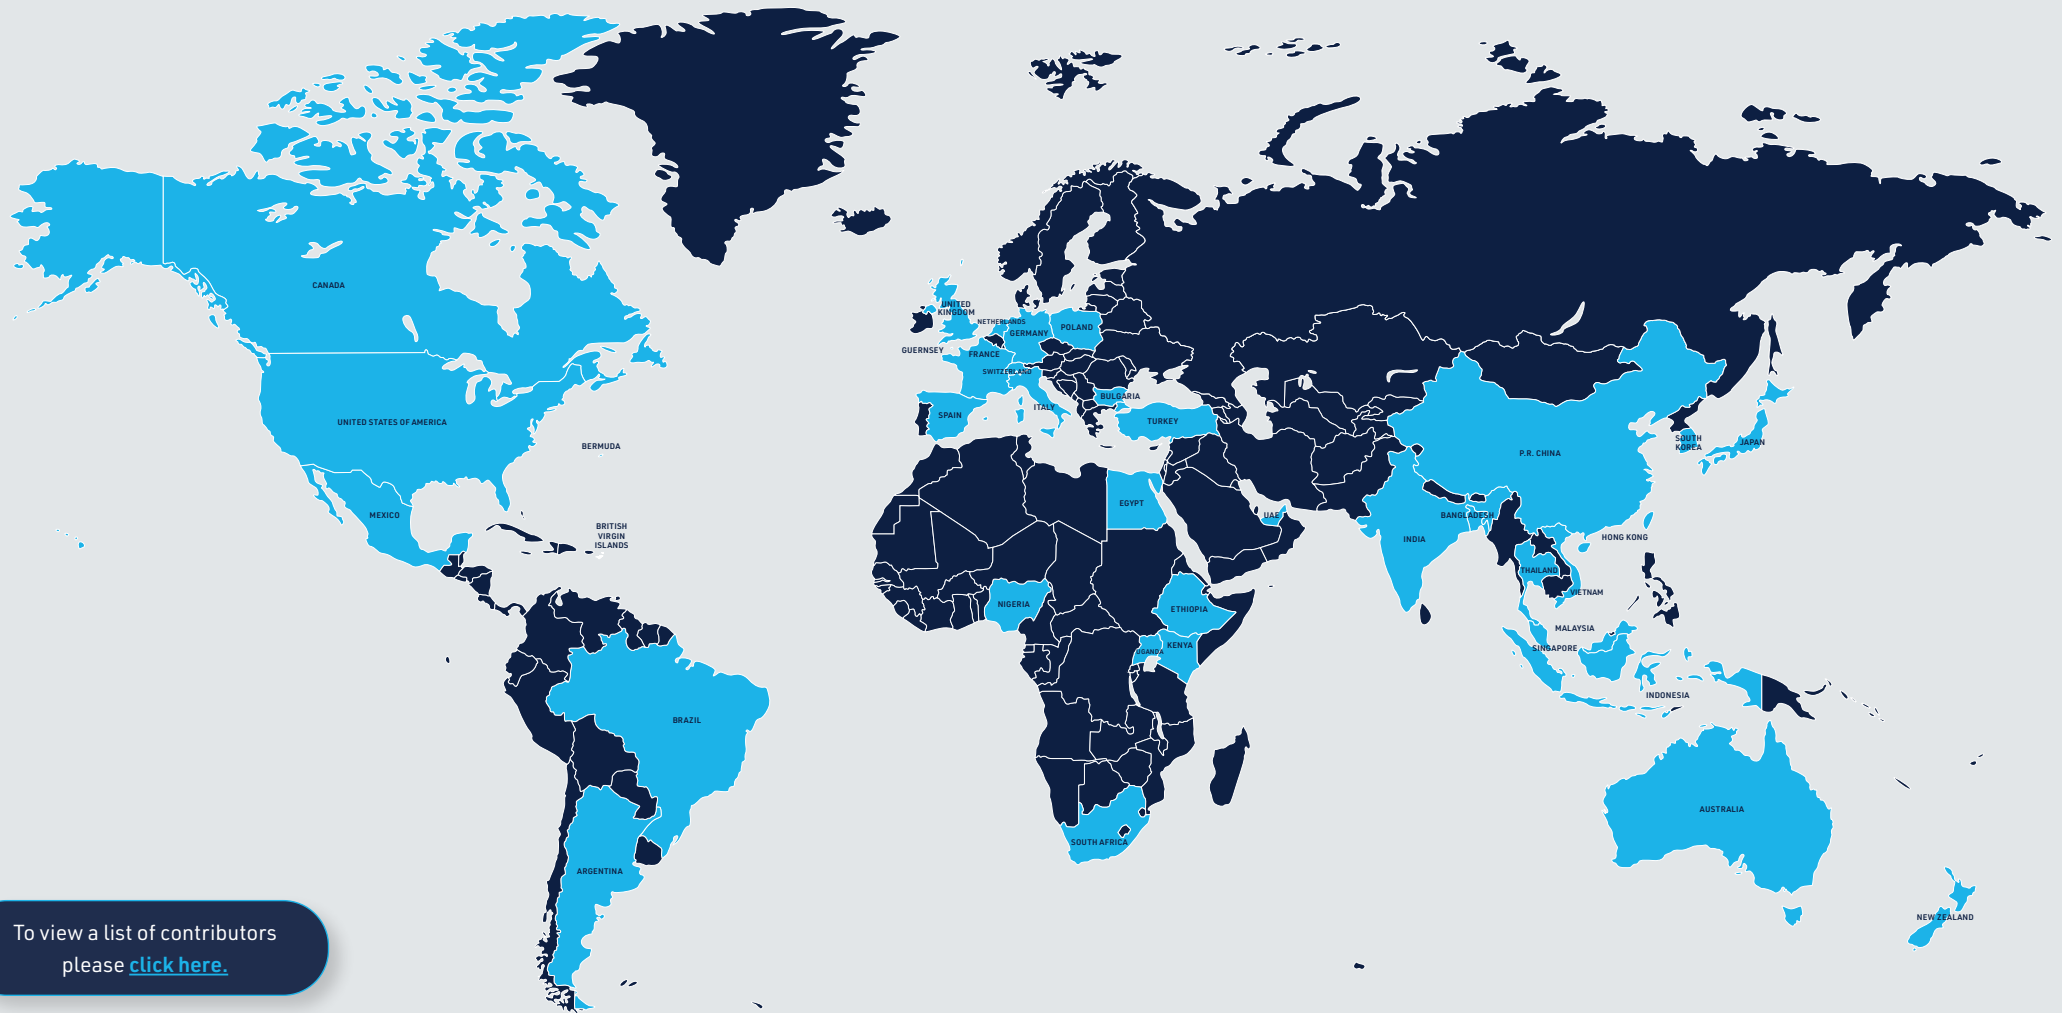 CANADA
UNITED STATES OF AMERICA
BERMUDA
MEXICO
BRITISH
VIRGIN
ISLANDS
BRAZIL
ARGENTINA
UNITED
KINGDOM
NETHERLANDS
GERMANY
POLAND
GUERNSEY
FRANCE
SWITZERLAND
SPAIN
ITALY
BULGARIA
TURKEY
EGYPT
UAE
NIGERIA
ETHIOPIA
UGANDA
KENYA
SOUTH AFRICA
P.R. CHINA
SOUTH
KOREA
JAPAN
BANGLADESH
INDIA
HONG KONG
THAILAND
VIETNAM
MALAYSIA
SINGAPORE
INDONESIA
AUSTRALIA
NEW ZEALAND
To view a list of contributors
please click here.